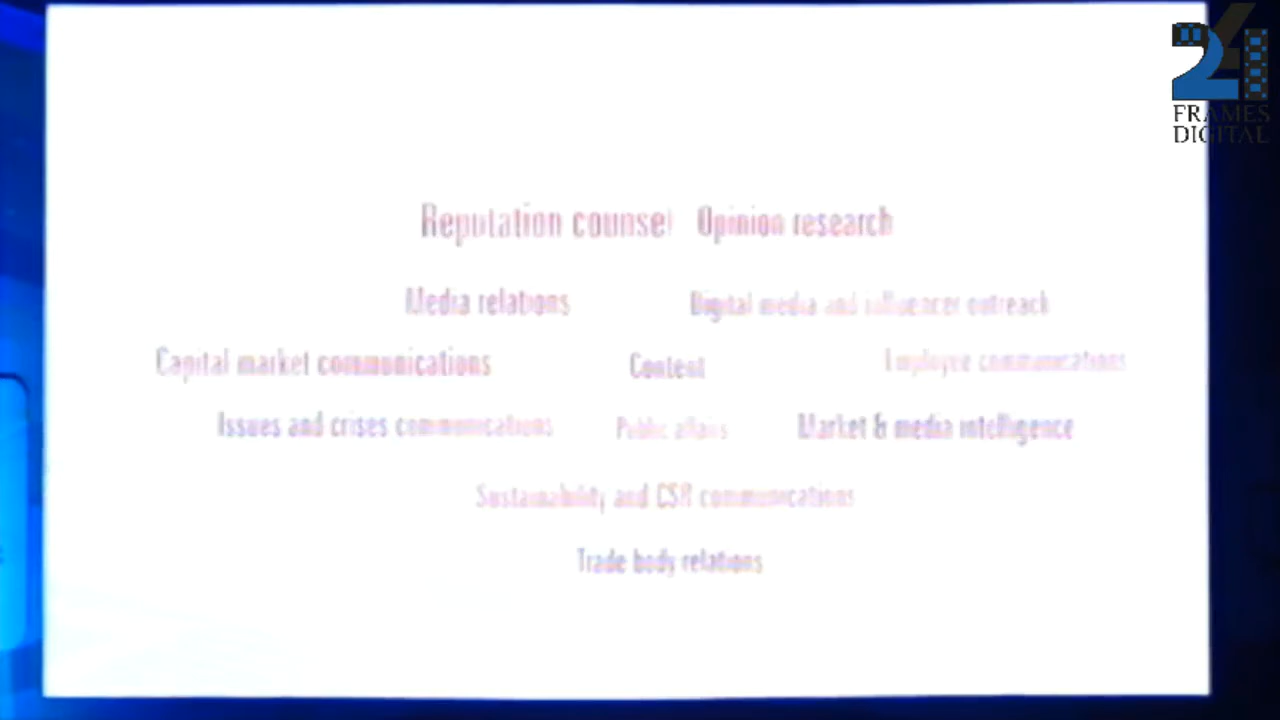 Reputation counsel Opinion research
Media relations Digital media and influencer outreach
Capital market communications Content Employee communications
Issues and crises communications Public affairs Market & media intelligence
Sustainability and CSR communications
Trade body relations
24
FRAMES
DIGITAL